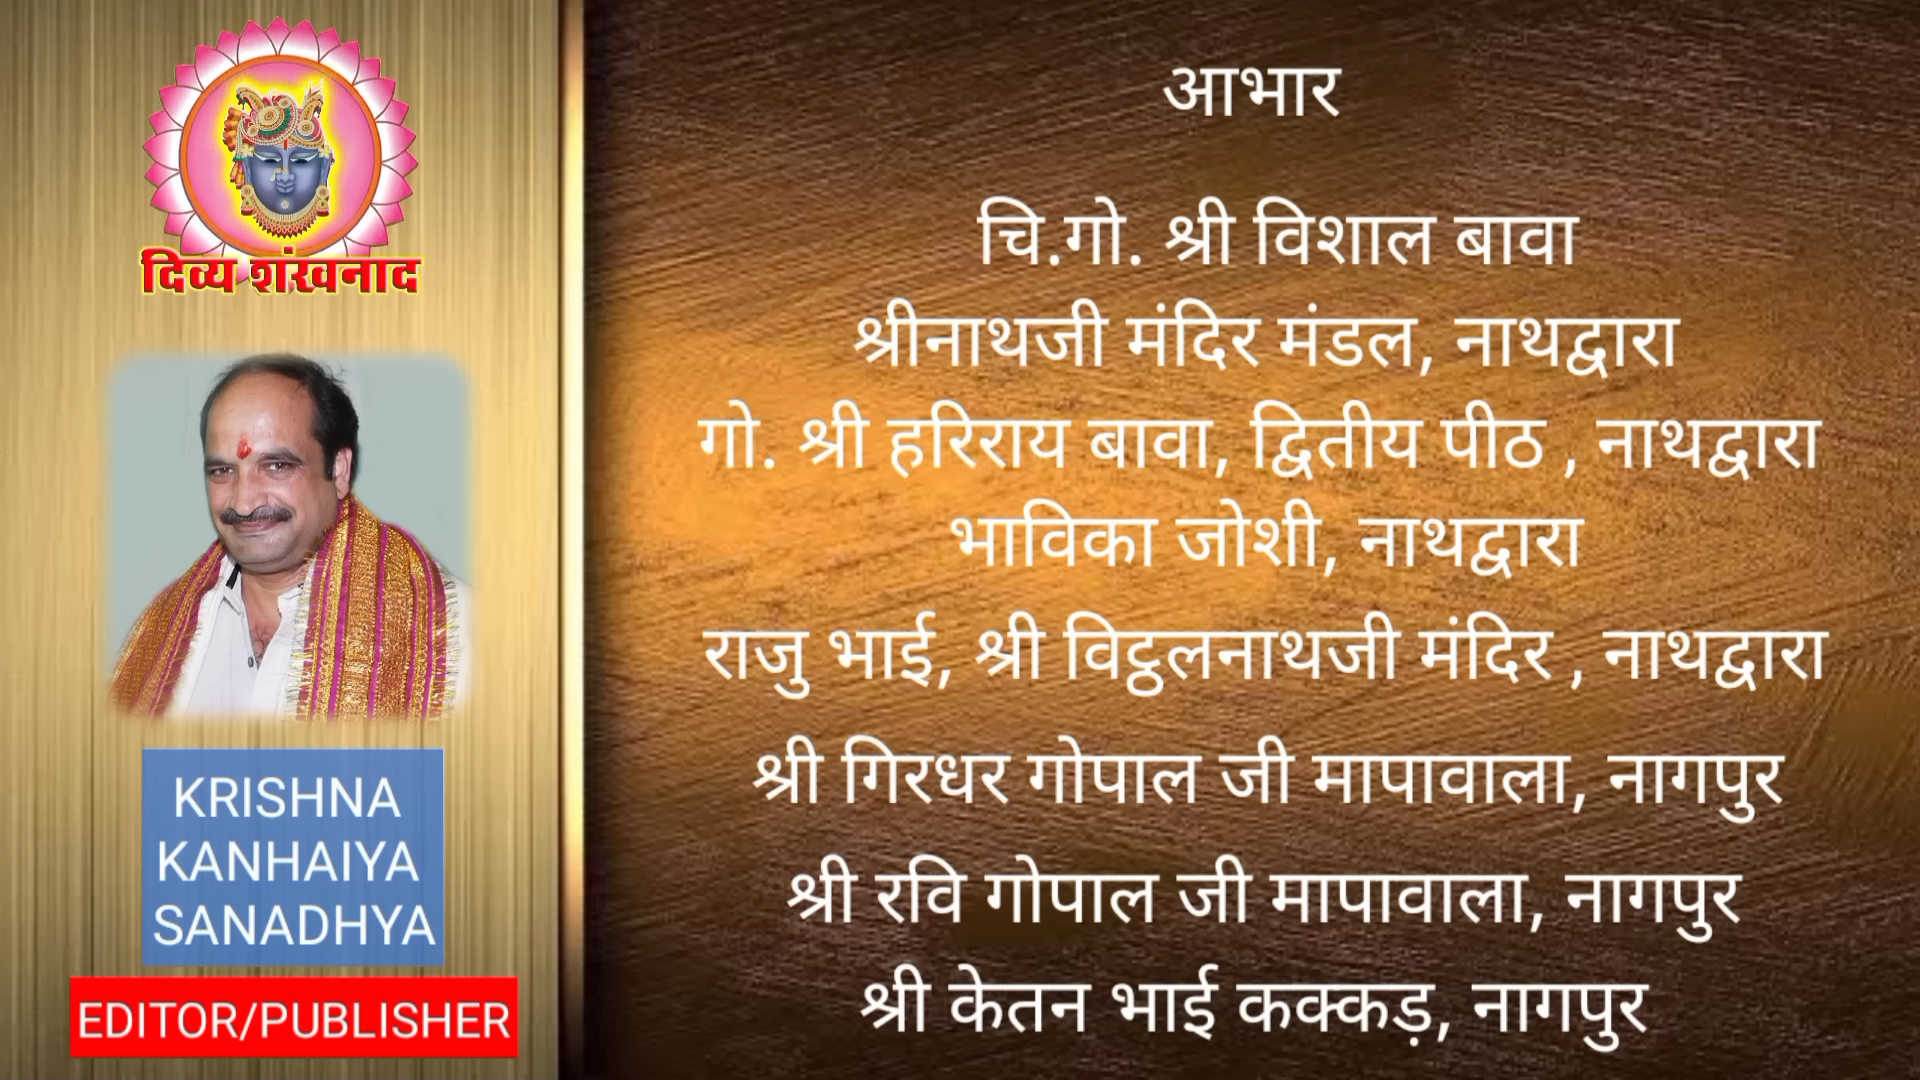 दिव्य शंखनाद
KRISHNA
KANHAIYA
SANADHYA
EDITOR/PUBLISHER
आभार
चि.गो. श्री विशाल बावा
श्रीनाथजी मंदिर मंडल, नाथद्वारा
गो. श्री हरिराय बावा, द्वितीय पीठ , नाथद्वारा
भाविका जोशी, नाथद्वारा
राजु भाई, श्री विट्ठलनाथजी मंदिर , नाथद्वारा
श्री गिरधर गोपाल जी मापावाला, नागपुर
श्री रवि गोपाल जी मापावाला, नागपुर
श्री केतन भाई कक्कड़, नागपुर